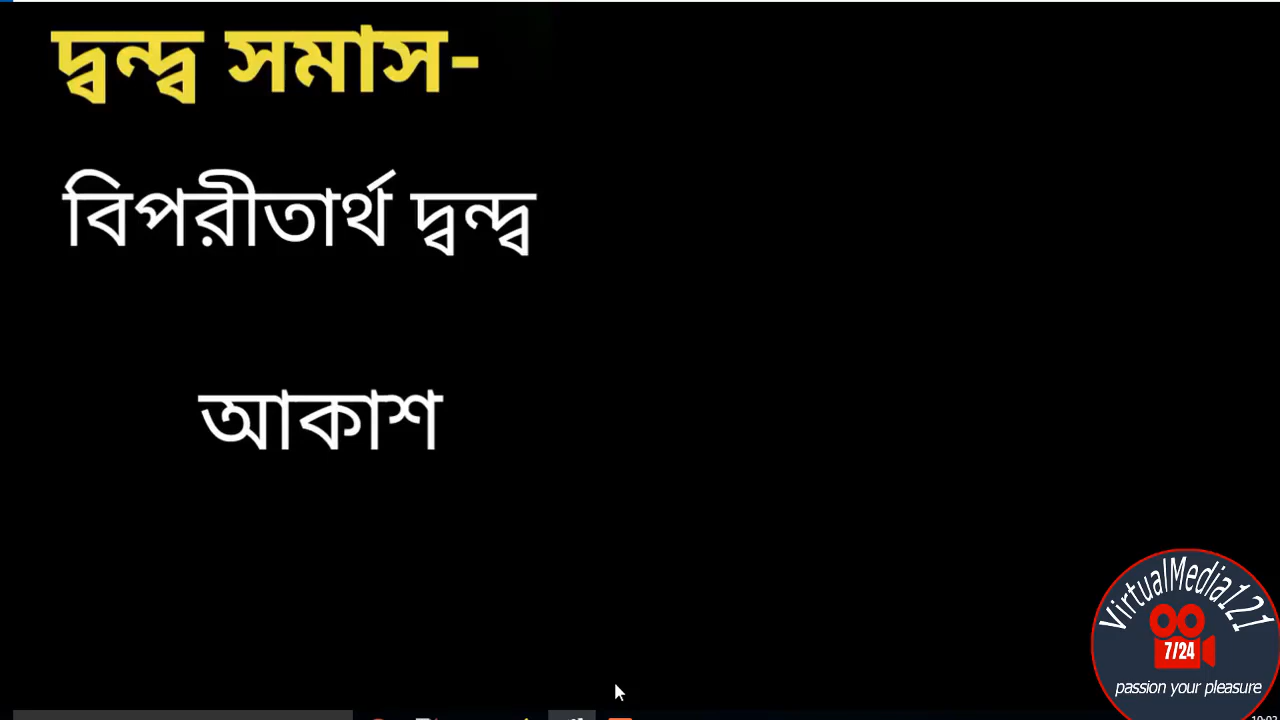 দ্বন্দ্ব সমাস-
বিপরীতার্থ দ্বন্দ্ব
আকাশ
VirtualMedia121
7/24
passion your pleasure